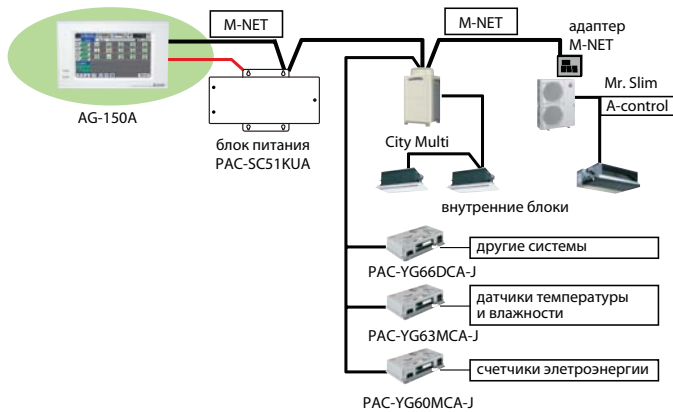 M-NET
M-NET
адаптер
M-NET
AG-150A
блок питания
PAC-SC51KUA
City Multi
Mr. Slim
A-control
внутренние блоки
другие системы
PAC-YG66DCA-J
датчики температуры
и влажности
PAC-YG63MCA-J
счетчики элетроэнергии
PAC-YG60MCA-J